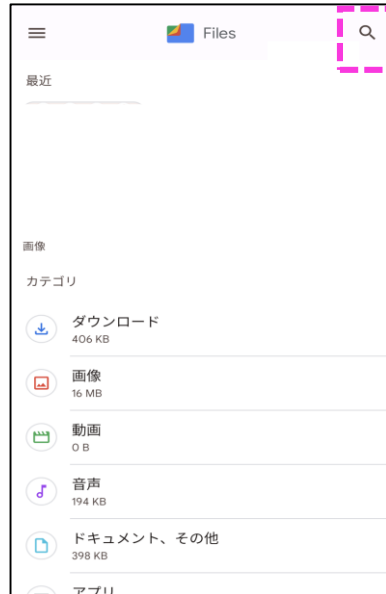 Files
最近
画像
カテゴリ
ダウンロード
406 KB
画像
16 MB
動画
0 B
音声
194 KB
ドキュメント、その他
398 KB
アプリ